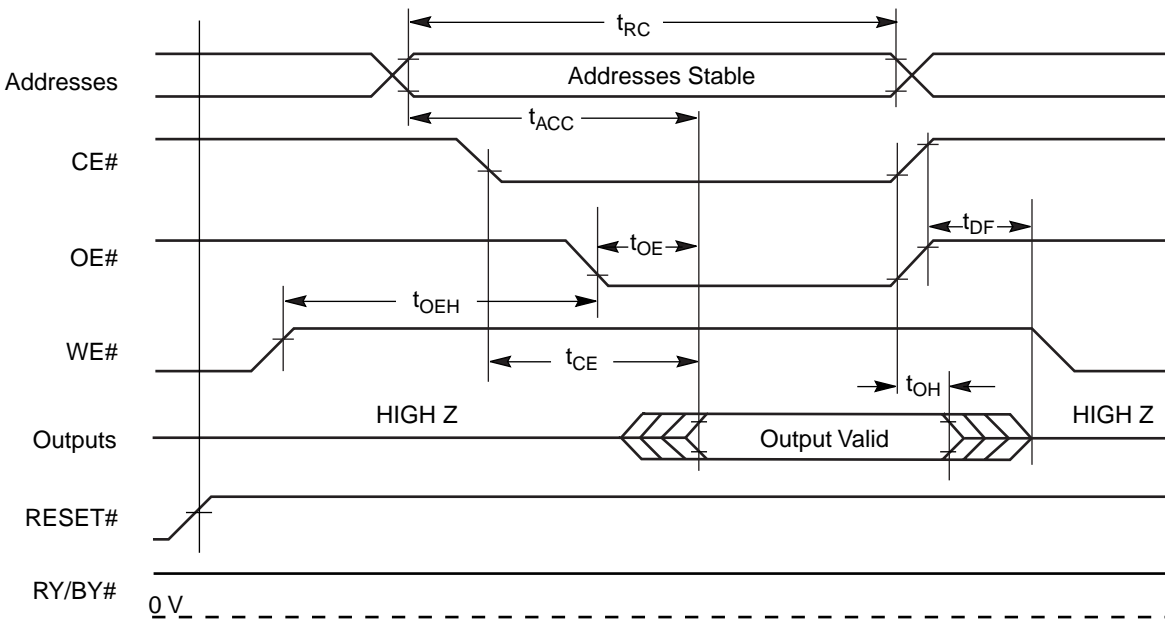 tRC
Addresses
Addresses Stable
tACC
CE#
tDF
OE#
tOE
tOEH
WE#
tCE
tOH
HIGH Z
HIGH Z
Outputs
Output Valid
RESET#
RY/BY#
0 V